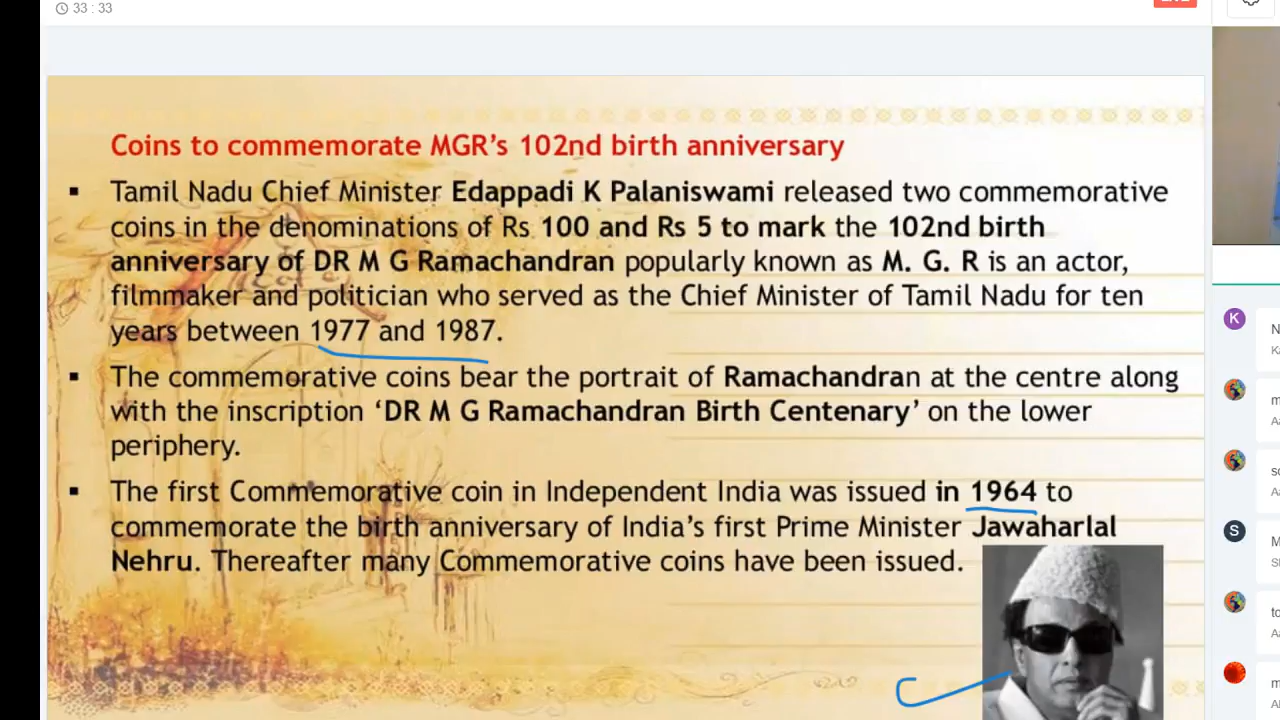 33 : 33
Coins to commemorate MGR's 102nd birth anniversary
▪ Tamil Nadu Chief Minister Edappadi K Palaniswami released two commemorative
coins in the denominations of Rs 100 and Rs 5 to mark the 102nd birth
anniversary of DR M G Ramachandran popularly known as M. G. R is an actor,
filmmaker and politician who served as the Chief Minister of Tamil Nadu for ten
years between 1977 and 1987.
▪ The commemorative coins bear the portrait of Ramachandran at the centre along
with the inscription ‘DR M G Ramachandran Birth Centenary’ on the lower
periphery.
▪ The first Commemorative coin in Independent India was issued in 1964 to
commemorate the birth anniversary of India’s first Prime Minister Jawaharlal
Nehru. Thereafter many Commemorative coins have been issued.
K
S